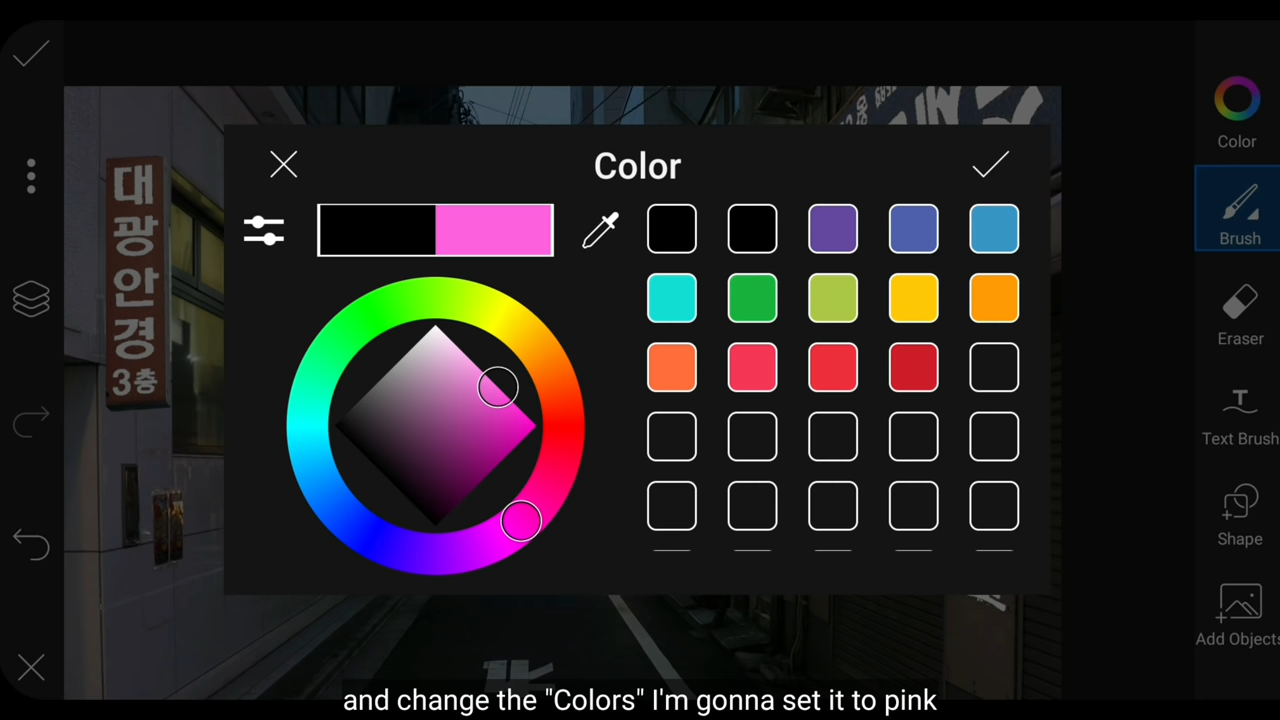 Color
대
광
안
경
3층
Color
Brush
Eraser
Text Brush
Shape
Add Objects
and change the "Colors" I'm gonna set it to pink